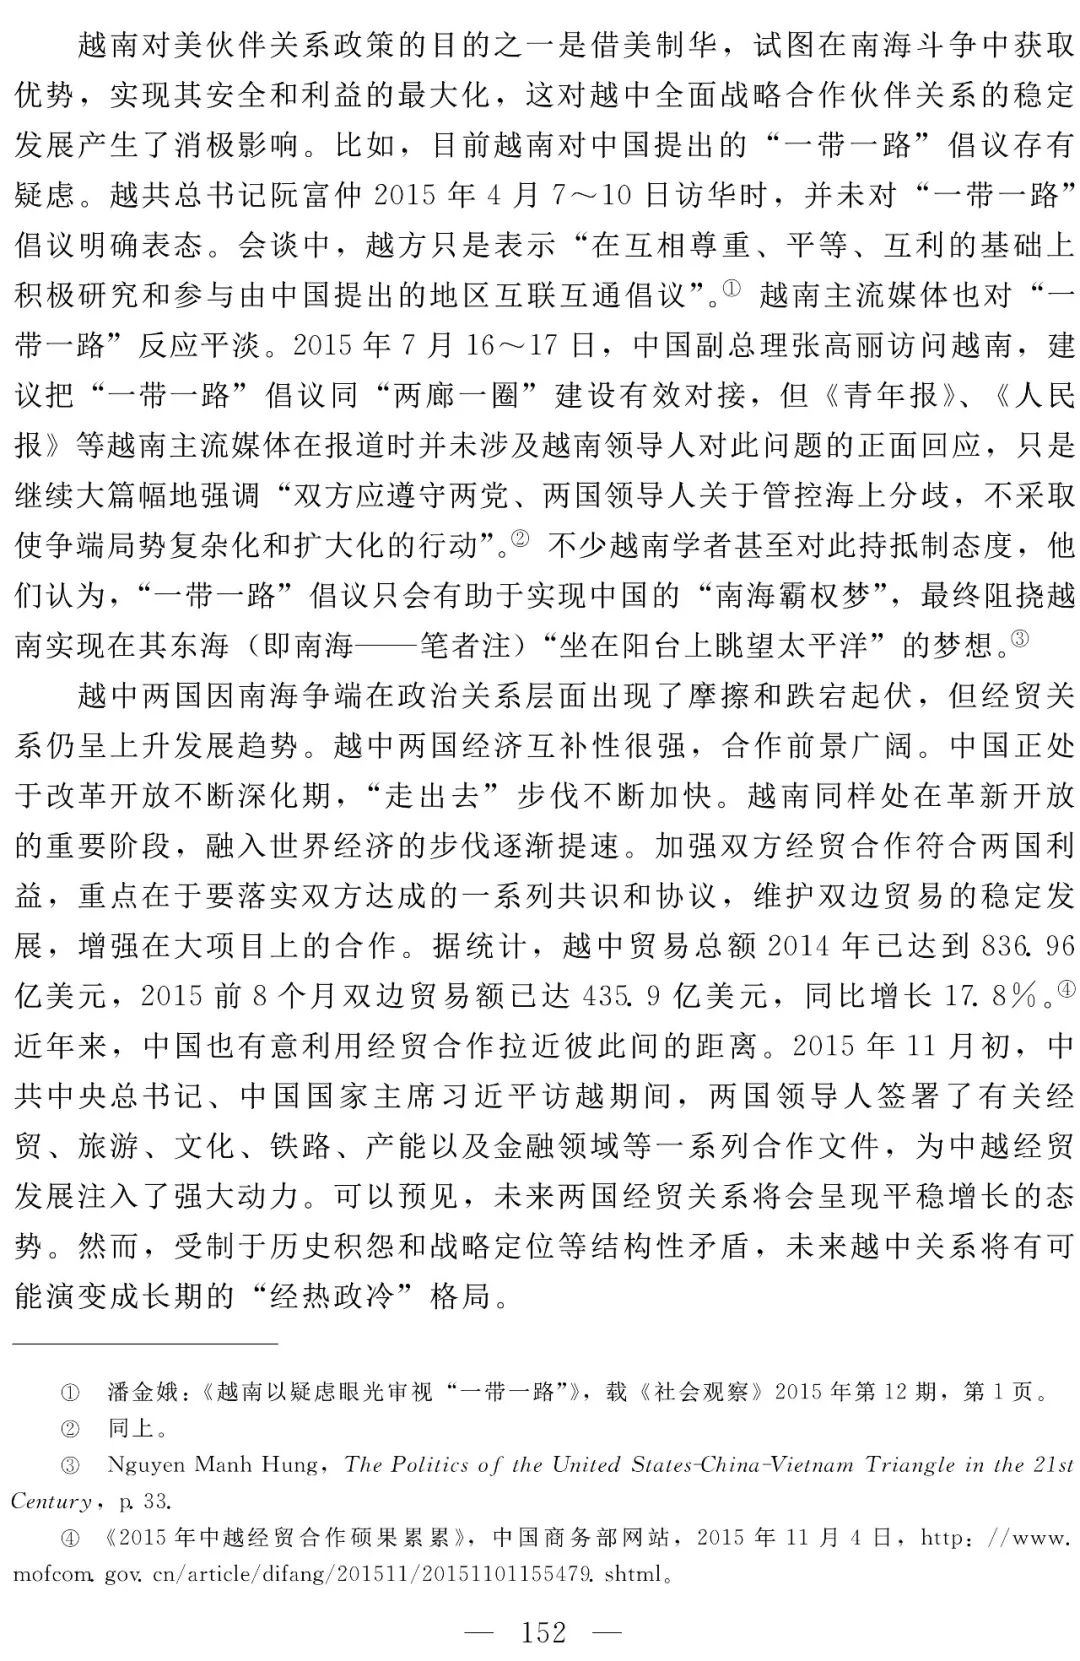 越南对美伙伴关系政策的目的之一是借美制华，试图在南海斗争中获取
优势，实现其安全和利益的最大化，这对越中全面战略合作伙伴关系的稳定
发展产生了消极影响。比如，目前越南对中国提出的“一带一路”倡议存有
疑虑。越共总书记阮富仲 2015 年 4 月 7～10 日访华时，并未对“一带一路”
倡议明确表态。会谈中，越方只是表示“在互相尊重、平等、互利的基础上
积极研究和参与由中国提出的地区互联互通倡议”。① 越南主流媒体也对“一
带一路”反应平淡。2015 年 7 月 16～17 日，中国副总理张高丽访问越南，建
议把“一带一路”倡议同“两廊一圈”建设有效对接，但《青年报》、《人民
报》等越南主流媒体在报道时并未涉及越南领导人对此问题的正面回应，只是
继续大篇幅地强调“双方应遵守两党、两国领导人关于管控海上分歧，不采取
使争端局势复杂化和扩大化的行动”。② 不少越南学者甚至对此持抵制态度，他
们认为，“一带一路”倡议只会有助于实现中国的“南海霸权梦”，最终阻挠越
南实现在其东海（即南海——笔者注）“坐在阳台上眺望太平洋”的梦想。③
越中两国因南海争端在政治关系层面出现了摩擦和跌宕起伏，但经贸关
系仍呈上升发展趋势。越中两国经济互补性很强，合作前景广阔。中国正处
于改革开放不断深化期，“走出去”步伐不断加快。越南同样处在革新开放
的重要阶段，融入世界经济的步伐逐渐提速。加强双方经贸合作符合两国利
益，重点在于要落实双方达成的一系列共识和协议，维护双边贸易的稳定发
展，增强在大项目上的合作。据统计，越中贸易总额 2014 年已达到 836.96
亿美元，2015 前 8 个月双边贸易额已达 435.9 亿美元，同比增长 17.8%。④
近年来，中国也有意利用经贸合作拉近彼此间的距离。2015 年 11 月初，中
共中央总书记、中国国家主席习近平访越期间，两国领导人签署了有关经
贸、旅游、文化、铁路、产能以及金融领域等一系列合作文件，为中越经贸
发展注入了强大动力。可以预见，未来两国经贸关系将会呈现平稳增长的态
势。然而，受制于历史积怨和战略定位等结构性矛盾，未来越中关系将有可
能演变成长期的“经热政冷”格局。
① 潘金娥：《越南以疑虑眼光审视“一带一路”》，载《社会观察》2015 年第 12 期，第 1 页。
② 同上。
③ Nguyen Manh Hung，The Politics of the United States-China-Vietnam Triangle in the 21st
Century，p. 33.
④ 《2015 年中越经贸合作硕果累累》，中国商务部网站，2015 年 11 月 4 日，http：//www.
mofcom. gov. cn/article/difang/201511/20151101155479. shtml。
— 152 —